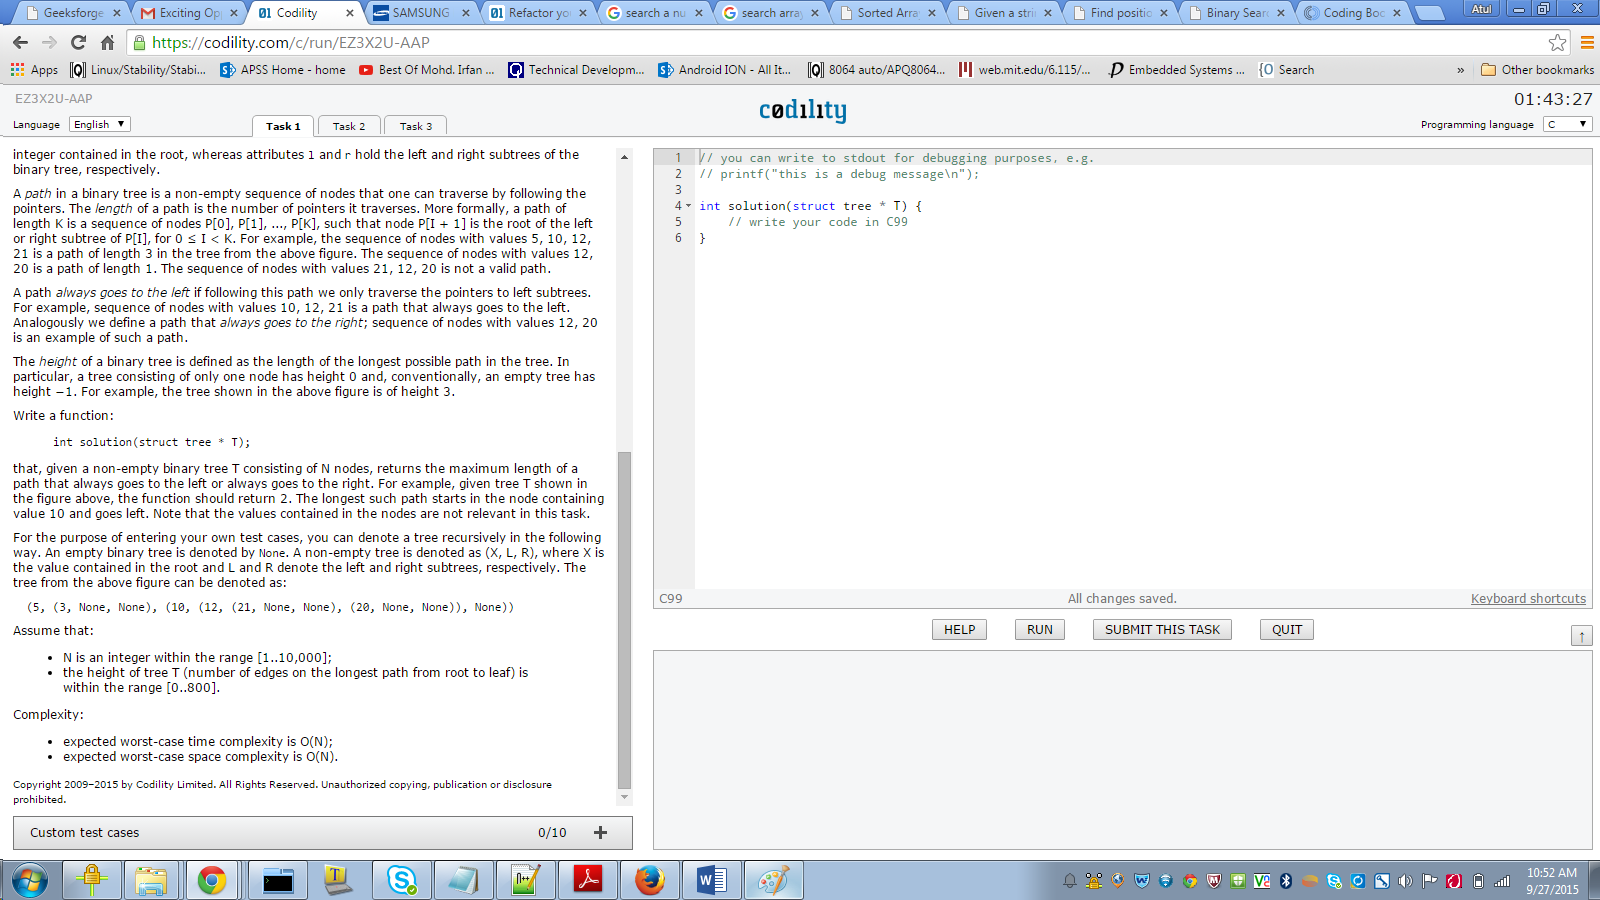 Geeksforge
Exciting Op
Codility
SAMSUNG
Refactor yo
search a nu
search array
Sorted Arra
Given a stri
Find positio
Binary Sear
Coding Boo
Atul
https://codility.com/c/run/EZ3X2U-AAP
Apps
Linux/Stability/Stabi...
APSS Home - home
Best Of Mohd. Irfan ...
Technical Developm...
Android ION - All It...
8064 auto/APQ8064...
web.mit.edu/6.115/...
Embedded Systems ...
Search
»
Other bookmarks
EZ3X2U-AAP
codility
01:43:27
Language English
Task 1
Task 2
Task 3
Programming language C
integer contained in the root, whereas attributes l and r hold the left and right subtrees of the
binary tree, respectively.
A path in a binary tree is a non-empty sequence of nodes that one can traverse by following the
pointers. The length of a path is the number of pointers it traverses. More formally, a path of
length K is a sequence of nodes P[0], P[1], ..., P[K], such that node P[I + 1] is the root of the left
or right subtree of P[I], for 0 ≤ I < K. For example, the sequence of nodes with values 5, 10, 12,
21 is a path of length 3 in the tree from the above figure. The sequence of nodes with values 12,
20 is a path of length 1. The sequence of nodes with values 21, 12, 20 is not a valid path.
A path always goes to the left if following this path we only traverse the pointers to left subtrees.
For example, sequence of nodes with values 10, 12, 21 is a path that always goes to the left.
Analogously we define a path that always goes to the right; sequence of nodes with values 12, 20
is an example of such a path.
The height of a binary tree is defined as the length of the longest possible path in the tree. In
particular, a tree consisting of only one node has height 0 and, conventionally, an empty tree has
height −1. For example, the tree shown in the above figure is of height 3.
Write a function:
int solution(struct tree * T);
that, given a non-empty binary tree T consisting of N nodes, returns the maximum length of a
path that always goes to the left or always goes to the right. For example, given tree T shown in
the figure above, the function should return 2. The longest such path starts in the node containing
value 10 and goes left. Note that the values contained in the nodes are not relevant in this task.
For the purpose of entering your own test cases, you can denote a tree recursively in the following
way. An empty binary tree is denoted by None. A non-empty tree is denoted as (X, L, R), where X is
the value contained in the root and L and R denote the left and right subtrees, respectively. The
tree from the above figure can be denoted as:
(5, (3, None, None), (10, (12, (21, None, None), (20, None, None)), None))
Assume that:
• N is an integer within the range [1..10,000];
• the height of tree T (number of edges on the longest path from root to leaf) is
within the range [0..800].
Complexity:
• expected worst-case time complexity is O(N);
• expected worst-case space complexity is O(N).
Copyright 2009–2015 by Codility Limited. All Rights Reserved. Unauthorized copying, publication or disclosure
prohibited.
Custom test cases 0/10 +
1 // you can write to stdout for debugging purposes, e.g.
2 // printf("this is a debug message\n");
3
4 int solution(struct tree * T) {
5 // write your code in C99
6 }
C99
All changes saved.
Keyboard shortcuts
HELP
RUN
SUBMIT THIS TASK
QUIT
10:52 AM
9/27/2015